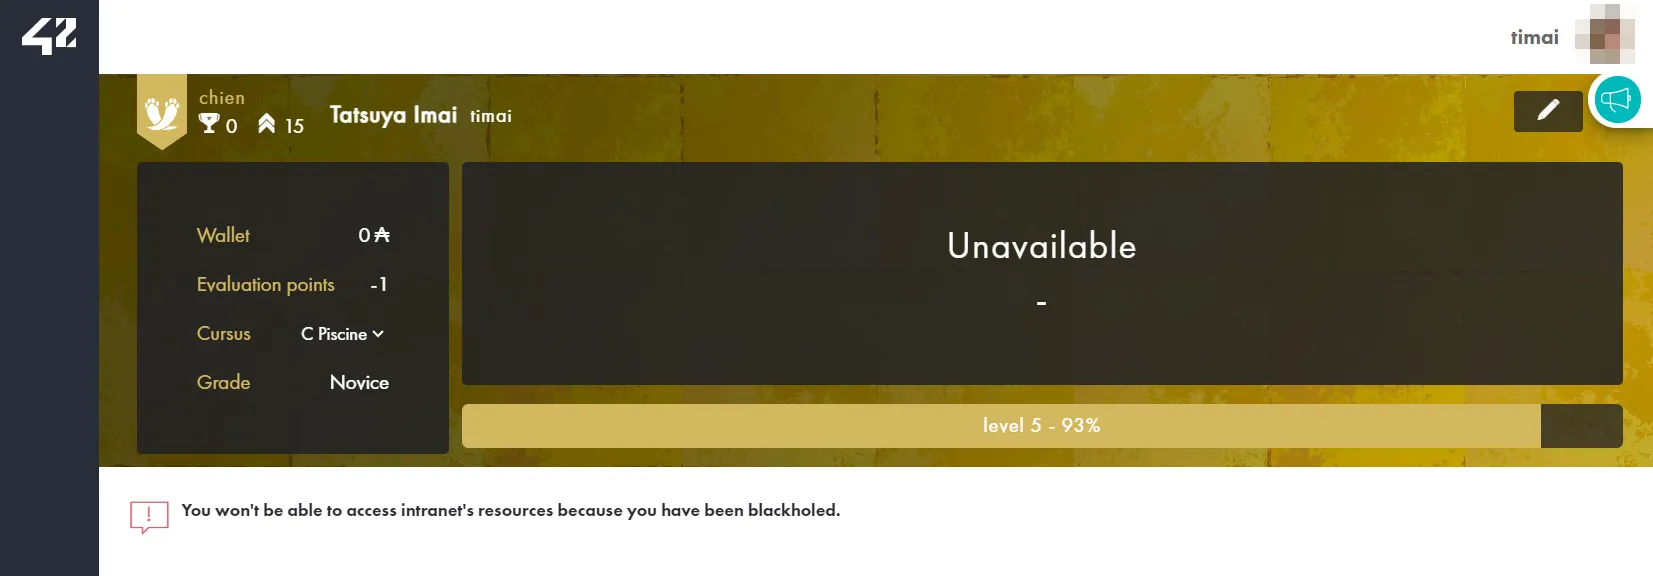 42
timai
chien
0 15
Tatsuya Imai timai
Wallet 0 ₳
Evaluation points -1
Cursus C Piscine
Grade Novice
Unavailable
-
level 5 - 93%
You won't be able to access intranet's resources because you have been blackholed.